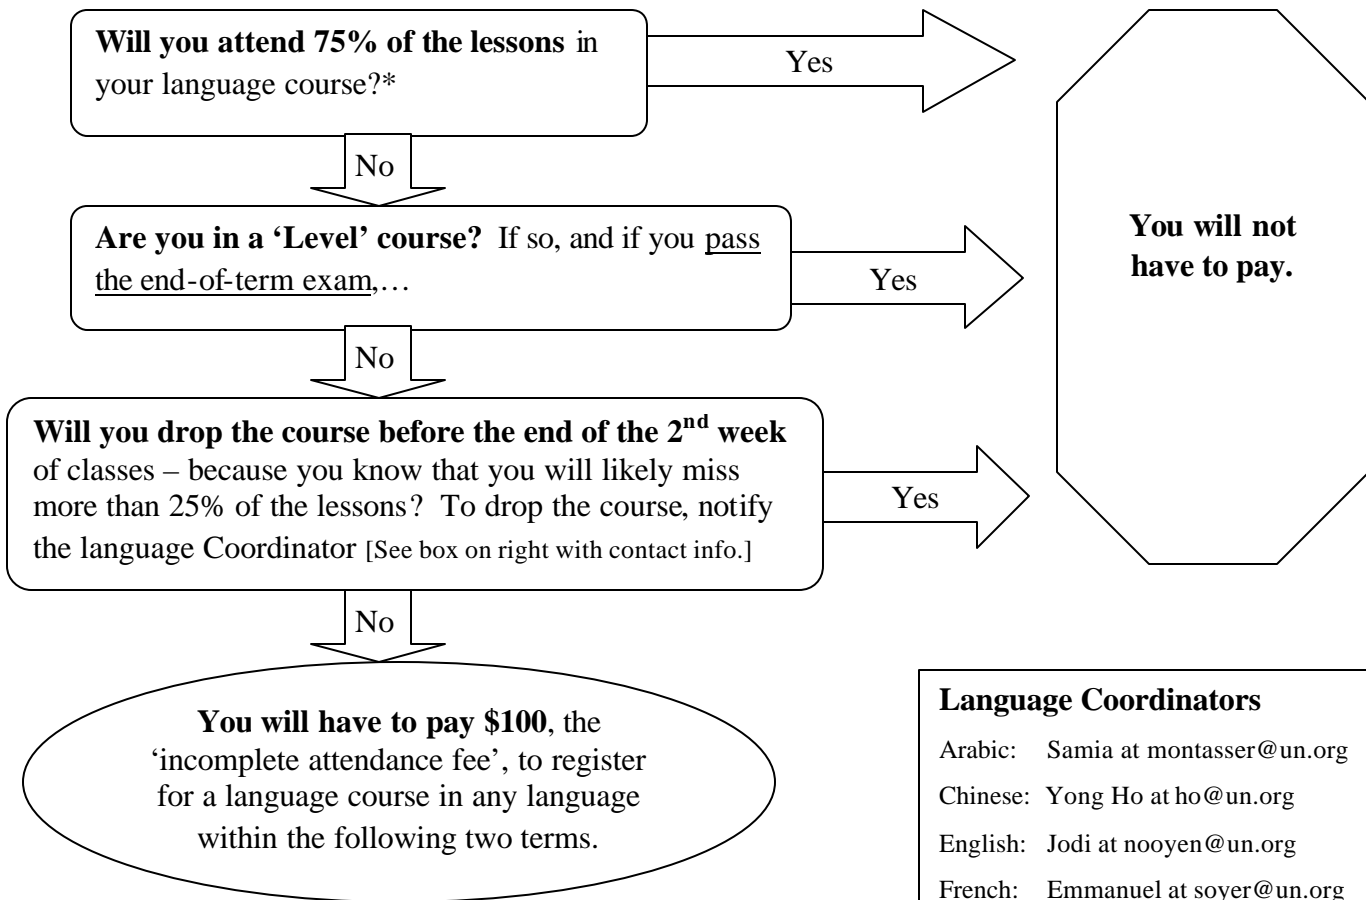 Will you attend 75% of the lessons in
your language course?*
Yes
No
Are you in a ‘Level’ course? If so, and if you pass
the end-of-term exam,…
Yes
You will not
have to pay.
No
Will you drop the course before the end of the 2nd week
of classes – because you know that you will likely miss
more than 25% of the lessons? To drop the course, notify
the language Coordinator [See box on right with contact info.]
Yes
No
You will have to pay $100, the
‘incomplete attendance fee’, to register
for a language course in any language
within the following two terms.
Language Coordinators
Arabic: Samia at montasser@un.org
Chinese: Yong Ho at ho@un.org
English: Jodi at nooyen@un.org
French: Emmanuel at soyer@un.org